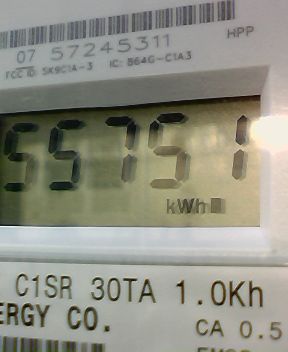 07 57245311
HPP
FCC ID: SK9C1A-3 IC: 864G-C1A3
55751
kWh
C1SR 30TA 1.0Kh
ERGY CO.
CA 0.5